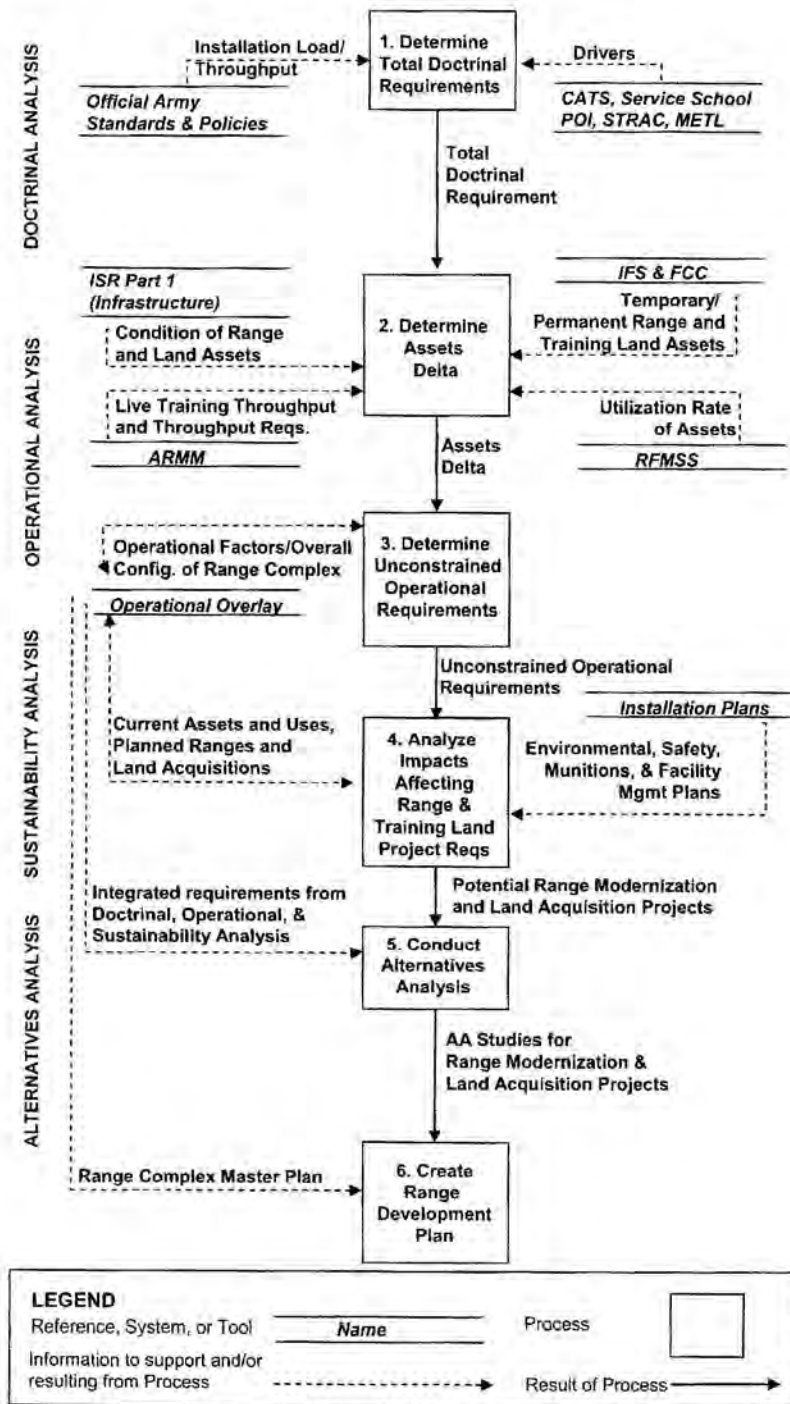 DOCTRINAL ANALYSIS
Installation Load/
Throughput
1. Determine
Total Doctrinal
Requirements
Drivers
Official Army
Standards & Policies
CATS, Service School
POI, STRAC, METL
Total
Doctrinal
Requirement
OPERATIONAL ANALYSIS
ISR Part 1
(Infrastructure)
IFS & FCC
Condition of Range
and Land Assets
2. Determine
Assets
Delta
Temporary/
Permanent Range and
Training Land Assets
Live Training Throughput
and Throughput Reqs.
Utilization Rate
of Assets
ARMM
RFMSS
Assets
Delta
Operational Factors/Overall
Config. of Range Complex
3. Determine
Unconstrained
Operational
Requirements
Operational Overlay
SUSTAINABILITY ANALYSIS
Unconstrained Operational
Requirements
Installation Plans
Current Assets and Uses,
Planned Ranges and
Land Acquisitions
4. Analyze
Impacts
Affecting
Range &
Training Land
Project Reqs
Environmental, Safety,
Munitions, & Facility
Mgmt Plans
Potential Range Modernization
and Land Acquisition Projects
ALTERNATIVES ANALYSIS
Integrated requirements from
Doctrinal, Operational, &
Sustainability Analysis
5. Conduct
Alternatives
Analysis
AA Studies for
Range Modernization &
Land Acquisition Projects
Range Complex Master Plan
6. Create
Range
Development
Plan
LEGEND
Reference, System, or Tool
Name
Process
Information to support and/or
resulting from Process
Result of Process